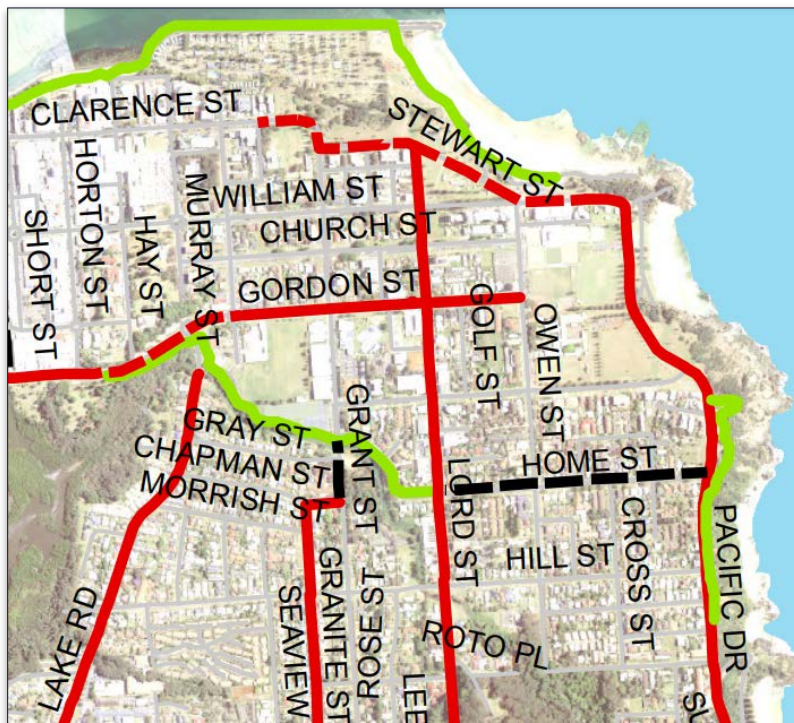 CLARENCE ST
STEWART ST
HORTON ST
MURRAY ST
WILLIAM ST
SHORT ST
HAY ST
CHURCH ST
GORDON ST
GOLF ST
OWEN ST
GRAY ST
GRANT ST
CHAPMAN ST
HOME ST
MORRISH ST
LORD ST
CROSS ST
PACIFIC DR
HILL ST
LAKE RD
SEAVIEW
GRANITE ST
ROSE ST
ROTO PL
LEE
SU